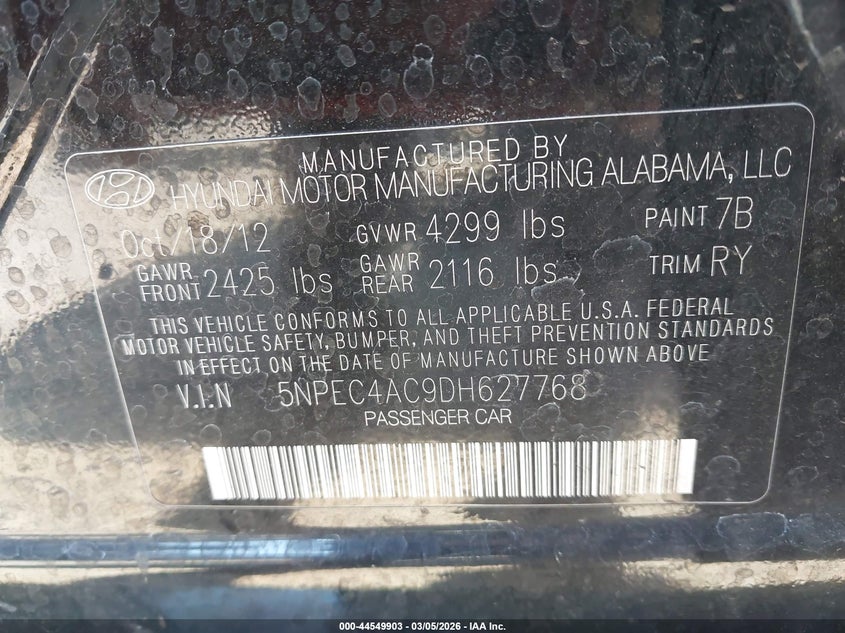 MANUFACTURED BY
HYUNDAI MOTOR MANUFACTURING ALABAMA, LLC
Oct/18/12 GVWR 4299 lbs PAINT 7B
GAWR FRONT 2425 lbs GAWR REAR 2116 lbs TRIM RY
THIS VEHICLE CONFORMS TO ALL APPLICABLE U.S.A. FEDERAL
MOTOR VEHICLE SAFETY, BUMPER, AND THEFT PREVENTION STANDARDS
IN EFFECT ON THE DATE OF MANUFACTURE SHOWN ABOVE
V.I.N 5NPEC4AC9DH627768
PASSENGER CAR
000-44549903 — 03/05/2026 — IAA Inc.